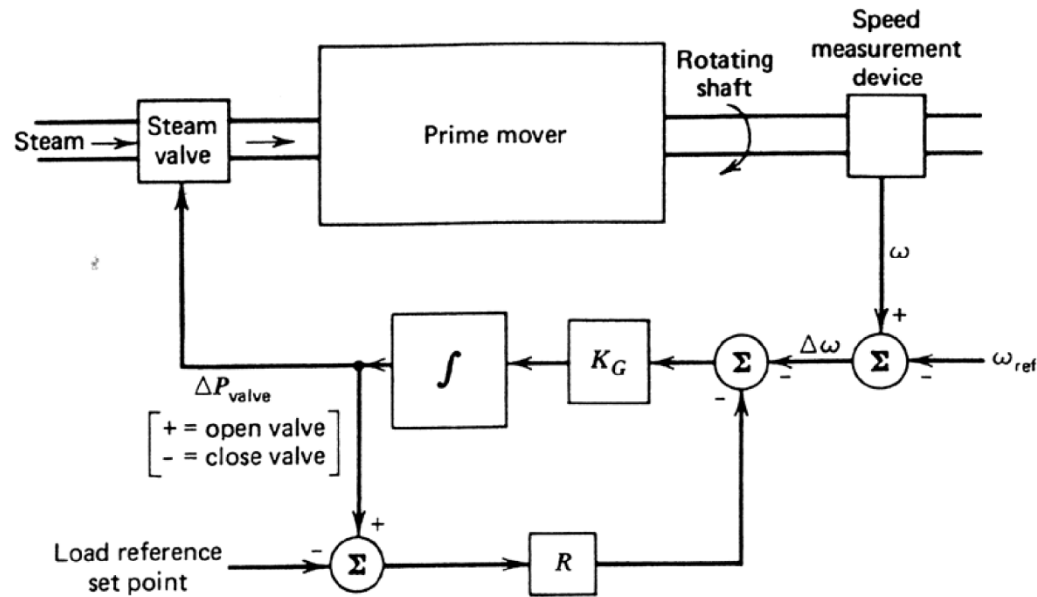 Speed
measurement
device
Rotating
shaft
Steam
Steam
valve
Prime mover
ω
+
Δω
Σ
-
ω_ref
Σ
-
-
K_G
∫
ΔP_valve
[+ = open valve
- = close valve]
+
Load reference
set point
-
Σ
R